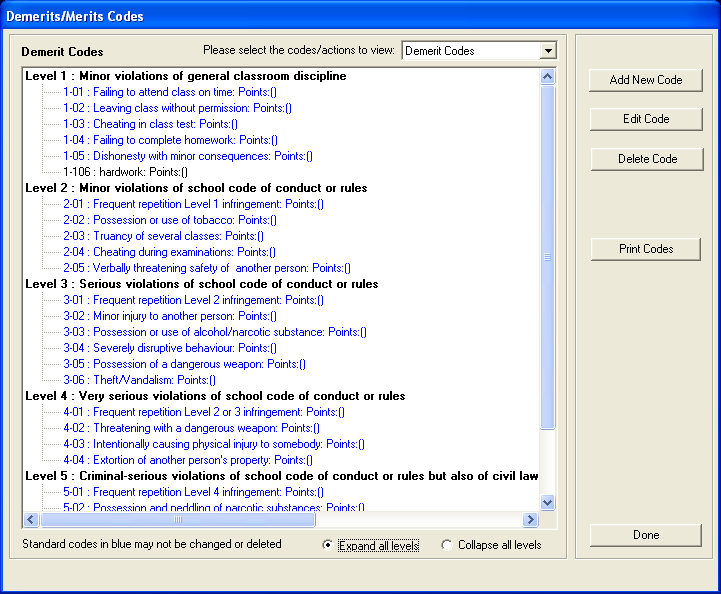 Demerits/Merits Codes
Demerit Codes
Please select the codes/actions to view: Demerit Codes
Level 1 : Minor violations of general classroom discipline
1-01 : Failing to attend class on time: Points:()
1-02 : Leaving class without permission: Points:()
1-03 : Cheating in class test: Points:()
1-04 : Failing to complete homework: Points:()
1-05 : Dishonesty with minor consequences: Points:()
1-106 : hardwork: Points:()
Level 2 : Minor violations of school code of conduct or rules
2-01 : Frequent repetition Level 1 infringement: Points:()
2-02 : Possession or use of tobacco: Points:()
2-03 : Truancy of several classes: Points:()
2-04 : Cheating during examinations: Points:()
2-05 : Verbally threatening safety of  another person: Points:()
Level 3 : Serious violations of school code of conduct or rules
3-01 : Frequent repetition Level 2 infringement: Points:()
3-02 : Minor injury to another person: Points:()
3-03 : Possession or use of alcohol/narcotic substance: Points:()
3-04 : Severely disruptive behaviour: Points:()
3-05 : Possession of a dangerous weapon: Points:()
3-06 : Theft/Vandalism: Points:()
Level 4 : Very serious violations of school code of conduct or rules
4-01 : Frequent repetition Level 2 or 3 infringement: Points:()
4-02 : Threatening with a dangerous weapon: Points:()
4-03 : Intentionally causing physical injury to somebody: Points:()
4-04 : Extortion of another person's property: Points:()
Level 5 : Criminal-serious violations of school code of conduct or rules but also of civil law
5-01 : Frequent repetition Level 4 infringement: Points:()
5-02 : Possession and peddling of narcotic substances: Points:()
Standard codes in blue may not be changed or deleted
Expand all levels
Collapse all levels
Add New Code
Edit Code
Delete Code
Print Codes
Done